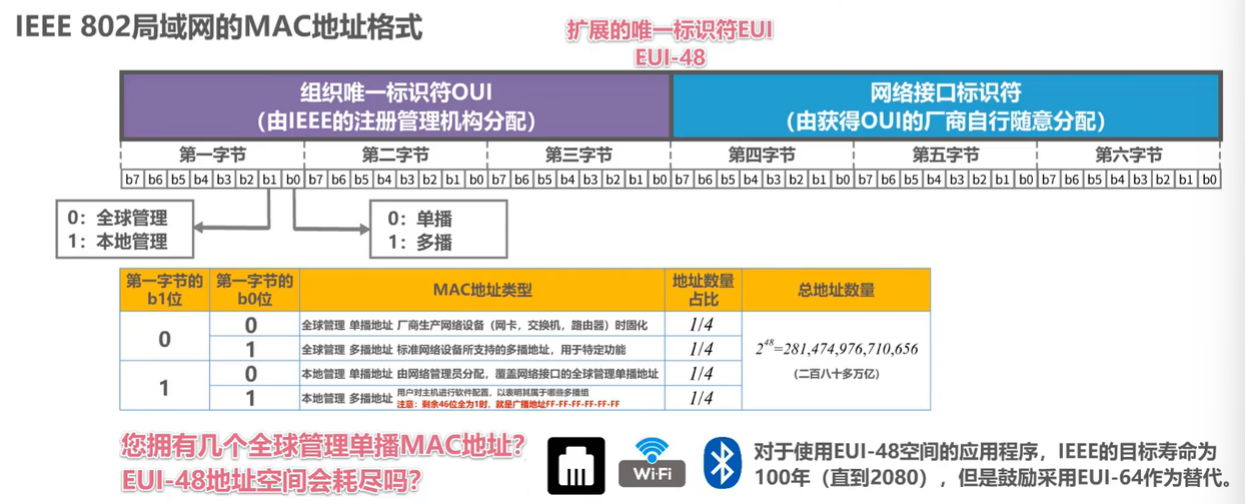 IEEE 802局域网的MAC地址格式
扩展的唯一标识符EUI
EUI-48
组织唯一标识符OUI
（由IEEE的注册管理机构分配）
网络接口标识符
（由获得OUI的厂商自行随意分配）
第一字节 第二字节 第三字节 第四字节 第五字节 第六字节
b7 b6 b5 b4 b3 b2 b1 b0 b7 b6 b5 b4 b3 b2 b1 b0 b7 b6 b5 b4 b3 b2 b1 b0 b7 b6 b5 b4 b3 b2 b1 b0 b7 b6 b5 b4 b3 b2 b1 b0 b7 b6 b5 b4 b3 b2 b1 b0
0：全球管理
1：本地管理
0：单播
1：多播
第一字节的
b1位
第一字节的
b0位
MAC地址类型
地址数量
占比
总地址数量
0
0 全球管理 单播地址 厂商生产网络设备（网卡，交换机，路由器）时固化 1/4
1 全球管理 多播地址 标准网络设备所支持的多播地址，用于特定功能 1/4
1
0 本地管理 单播地址 由网络管理员分配，覆盖网络接口的全球管理单播地址 1/4
1 本地管理 多播地址 用户对主机进行软件配置，以表明其属于哪些多播组
注意：剩余46位全为1时，就是广播地址FF-FF-FF-FF-FF-FF
1/4
2^48=281,474,976,710,656
（二百八十多万亿）
您拥有几个全球管理单播MAC地址？
EUI-48地址空间会耗尽吗？
Wi-Fi
对于使用EUI-48空间的应用程序，IEEE的目标寿命为
100年（直到2080），但是鼓励采用EUI-64作为替代。